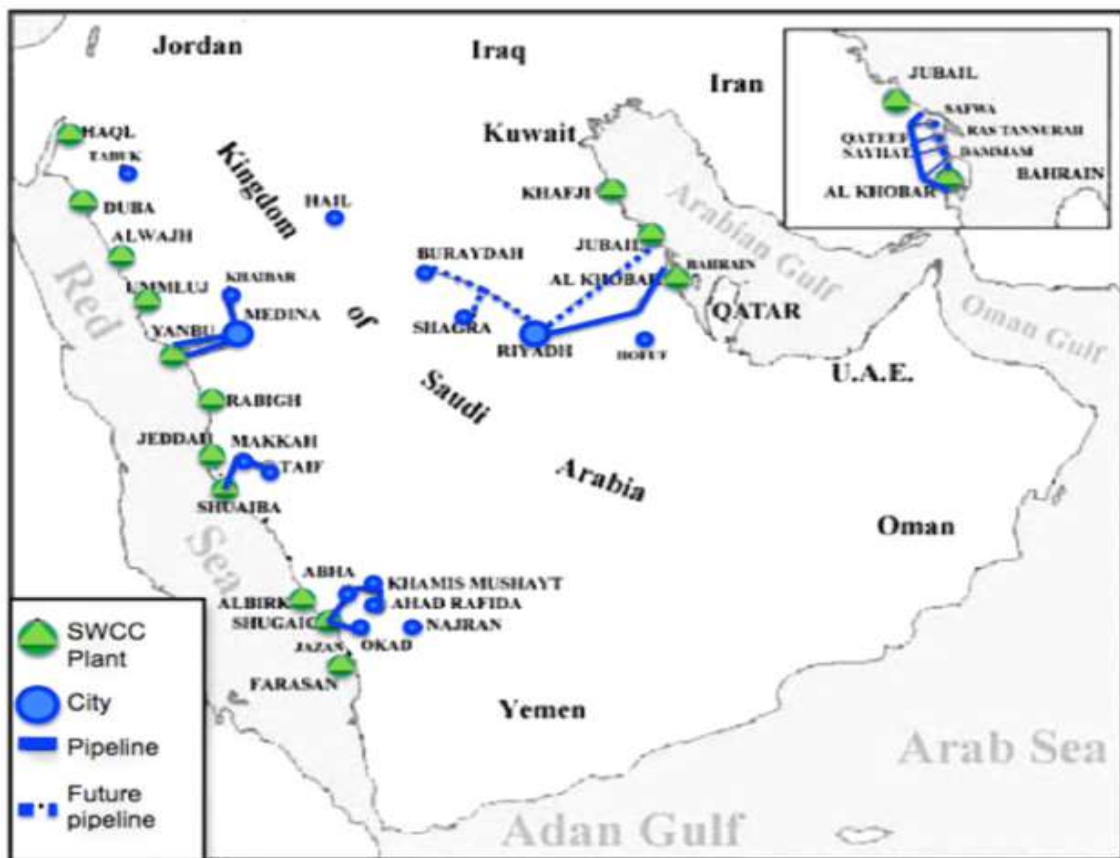 Jordan
Iraq
Iran
Kuwait
JUBAIL
SAFWA
RAS TANNURAH
QATEEF
SAYHAT
DAMMAM
AL KHOBAR
BAHRAIN
HAQL
TABUK
DUBA
ALWAJH
UMMLUJ
KHAIBAR
MEDINA
YANBU
HAIL
Kingdom
of
Saudi
Arabia
KHAFJI
JUBAIL
BURAYDAH
AL KHOBAR
BAHRAIN
SHAGRA
RIYADH
HOFUF
QATAR
Arabian Gulf
Oman Gulf
U.A.E.
Red
Sea
RABIGH
JEDDAH
MAKKAH
TAIF
SHUAIBA
Oman
ABHA
KHAMIS MUSHAYT
ALBIRK
AHAD RAFIDA
SHUGAIG
NAJRAN
OKAD
JAZAN
FARASAN
Yemen
Arab Sea
Adan Gulf
SWCC
Plant
City
Pipeline
Future
pipeline